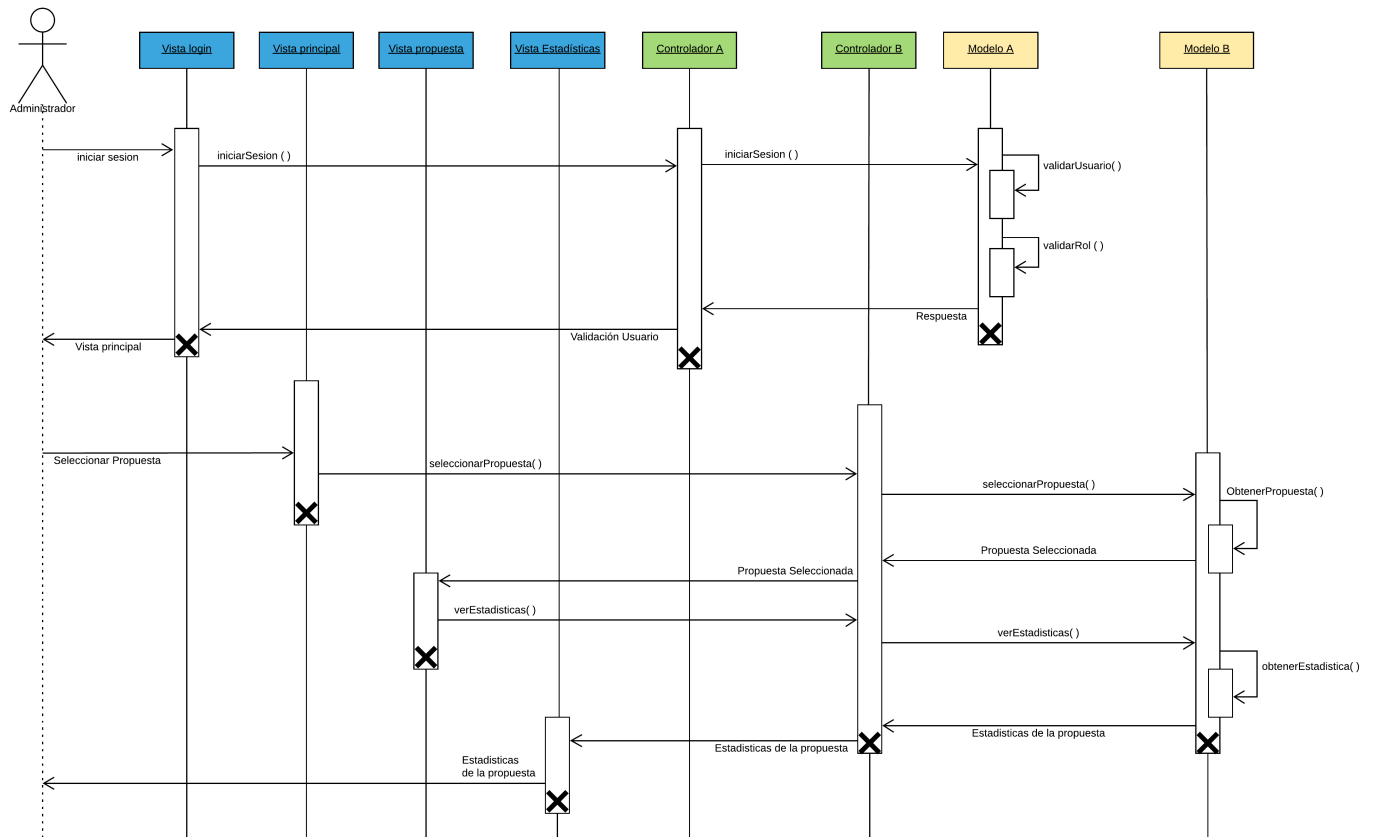 Vista login
Vista principal
Vista propuesta
Vista Estadísticas
Controlador A
Controlador B
Modelo A
Modelo B
Administrador
iniciar sesion
iniciarSesion ( )
iniciarSesion ( )
validarUsuario( )
validarRol ( )
Respuesta
Validación Usuario
Vista principal
Seleccionar Propuesta
seleccionarPropuesta( )
seleccionarPropuesta( )
ObtenerPropuesta( )
Propuesta Seleccionada
Propuesta Seleccionada
verEstadisticas( )
verEstadisticas( )
obtenerEstadistica( )
Estadisticas de la propuesta
Estadisticas de la propuesta
Estadisticas
de la propuesta